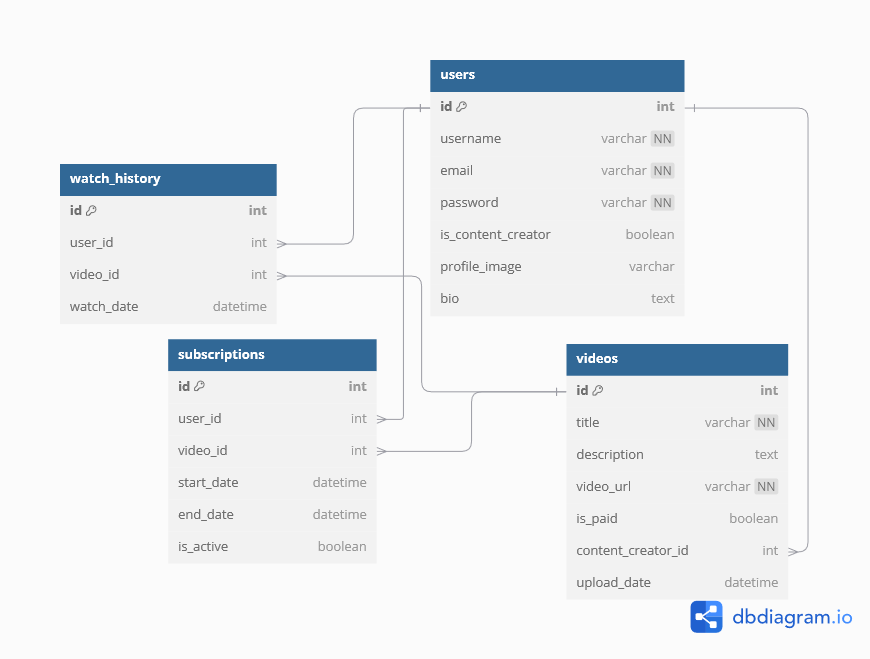 users
id int
username varchar NN
email varchar NN
password varchar NN
is_content_creator boolean
profile_image varchar
bio text
watch_history
id int
user_id int
video_id int
watch_date datetime
subscriptions
id int
user_id int
video_id int
start_date datetime
end_date datetime
is_active boolean
videos
id int
title varchar NN
description text
video_url varchar NN
is_paid boolean
content_creator_id int
upload_date datetime
dbdiagram.io